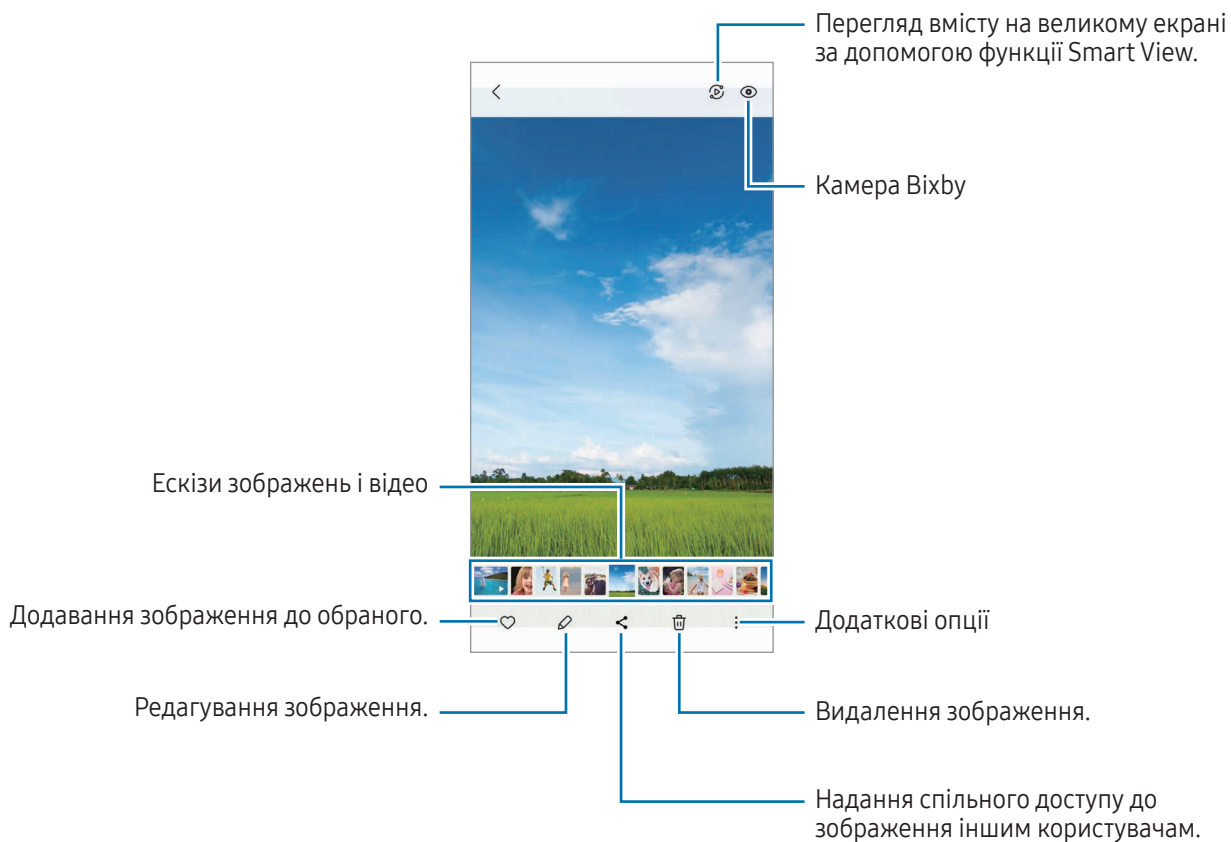 Перегляд вмісту на великому екрані
за допомогою функції Smart View.
Камера Bixby
Ескізи зображень і відео
Додавання зображення до обраного.
Додаткові опції
Редагування зображення.
Видалення зображення.
Надання спільного доступу до
зображення іншим користувачам.